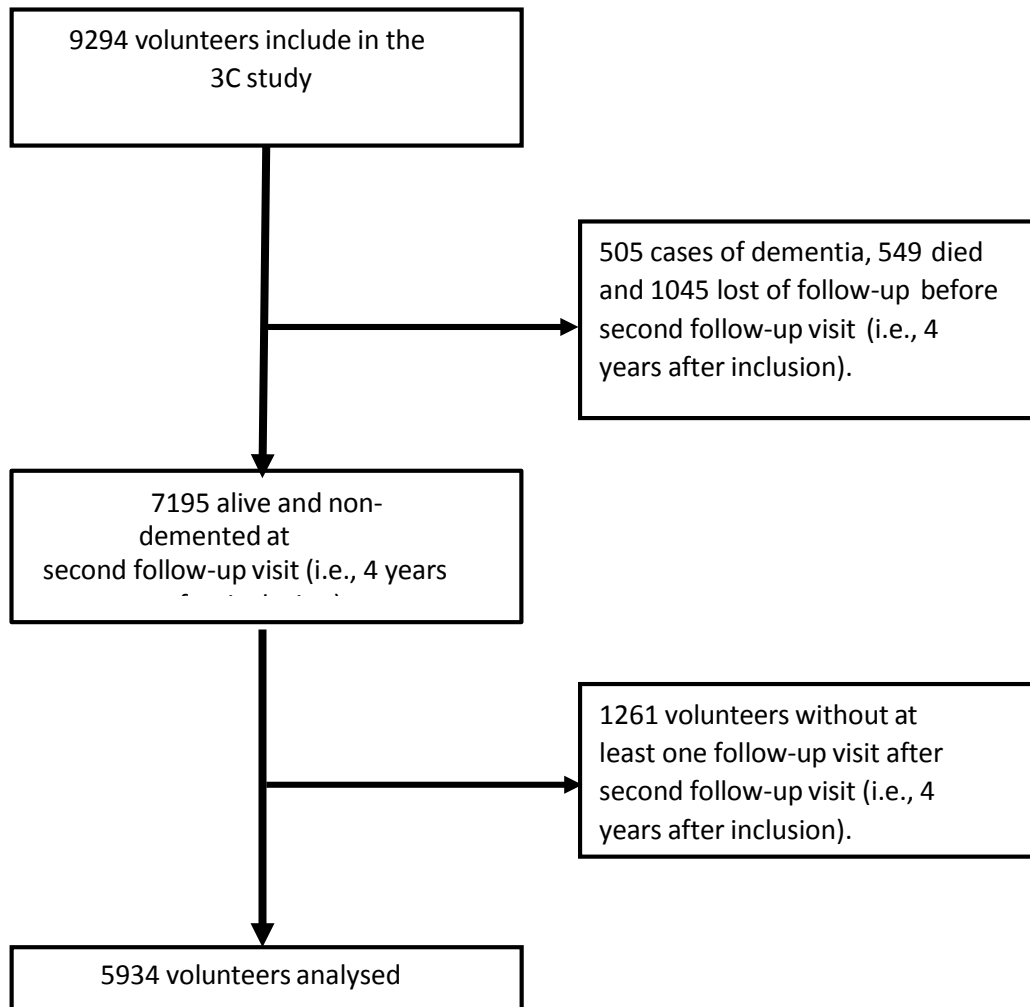 9294 volunteers include in the
3C study
505 cases of dementia, 549 died
and 1045 lost of follow-up before
second follow-up visit (i.e., 4
years after inclusion).
7195 alive and non-
demented at
second follow-up visit (i.e., 4 years
1261 volunteers without at
least one follow-up visit after
second follow-up visit (i.e., 4
years after inclusion).
5934 volunteers analysed